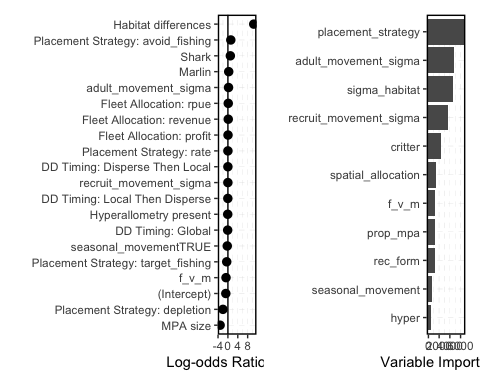 Habitat differences
Placement Strategy: avoid_fishing
Shark
Marlin
adult_movement_sigma
Fleet Allocation: rpue
Fleet Allocation: revenue
Fleet Allocation: profit
Placement Strategy: rate
DD Timing: Disperse Then Local
recruit_movement_sigma
DD Timing: Local Then Disperse
Hyperallometry present
DD Timing: Global
seasonal_movementTRUE
Placement Strategy: target_fishing
f_v_m
(Intercept)
Placement Strategy: depletion
MPA size
-4 0 4 8
Log-odds Ratio
placement_strategy
adult_movement_sigma
sigma_habitat
recruit_movement_sigma
critter
spatial_allocation
f_v_m
prop_mpa
rec_form
seasonal_movement
hyper
Variable Import